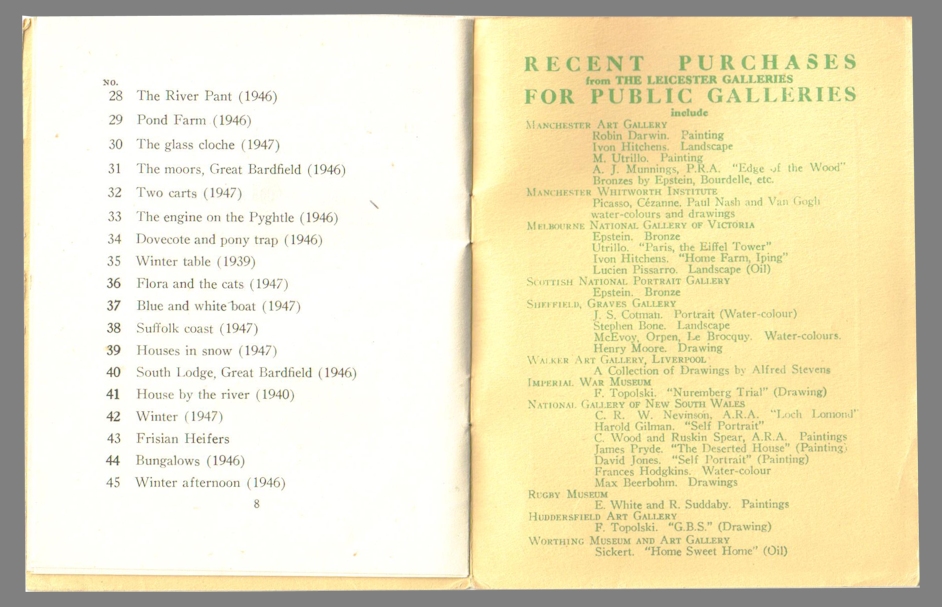 NO.
28 The River Pant (1946)
29 Pond Farm (1946)
30 The glass cloche (1947)
31 The moors, Great Bardfield (1946)
32 Two carts (1947)
33 The engine on the Pyghtle (1946)
34 Dovecote and pony trap (1946)
35 Winter table (1939)
36 Flora and the cats (1947)
37 Blue and white boat (1947)
38 Suffolk coast (1947)
39 Houses in snow (1947)
40 South Lodge, Great Bardfield (1946)
41 House by the river (1940)
42 Winter (1947)
43 Frisian Heifers
44 Bungalows (1946)
45 Winter afternoon (1946)
8
RECENT PURCHASES
from THE LEICESTER GALLERIES
FOR PUBLIC GALLERIES
include
MANCHESTER ART GALLERY
Robin Darwin. Painting
Ivon Hitchens. Landscape
M. Utrillo. Painting
A. J. Munnings, P.R.A. "Edge of the Wood"
Bronzes by Epstein, Bourdelle, etc.
MANCHESTER WHITWORTH INSTITUTE
Picasso, Cézanne, Paul Nash and Van Gogh
water-colours and drawings
MELBOURNE NATIONAL GALLERY OF VICTORIA
Epstein. Bronze
Utrillo. "Paris, the Eiffel Tower"
Ivon Hitchens. "Home Farm, Iping"
Lucien Pissarro. Landscape (Oil)
SCOTTISH NATIONAL PORTRAIT GALLERY
Epstein. Bronze
SHEFFIELD, GRAVES GALLERY
J. S. Cotman. Portrait (Water-colour)
Stephen Bone. Landscape
McEvoy, Orpen, Le Brocquy. Water-colours.
Henry Moore. Drawing
WALKER ART GALLERY, LIVERPOOL
A Collection of Drawings by Alfred Stevens
IMPERIAL WAR MUSEUM
F. Topolski. "Nuremberg Trial" (Drawing)
NATIONAL GALLERY OF NEW SOUTH WALES
C. R. W. Nevinson, A.R.A. "Loch Lomond"
Harold Gilman. "Self Portrait"
C. Wood and Ruskin Spear, A.R.A. Paintings
James Pryde. "The Deserted House" (Painting)
David Jones. "Self Portrait" (Painting)
Frances Hodgkins. Water-colour
Max Beerbohm. Drawings
RUGBY MUSEUM
E. White and R. Suddaby. Paintings
HUDDERSFIELD ART GALLERY
F. Topolski. "G.B.S." (Drawing)
WORTHING MUSEUM AND ART GALLERY
Sickert. "Home Sweet Home" (Oil)